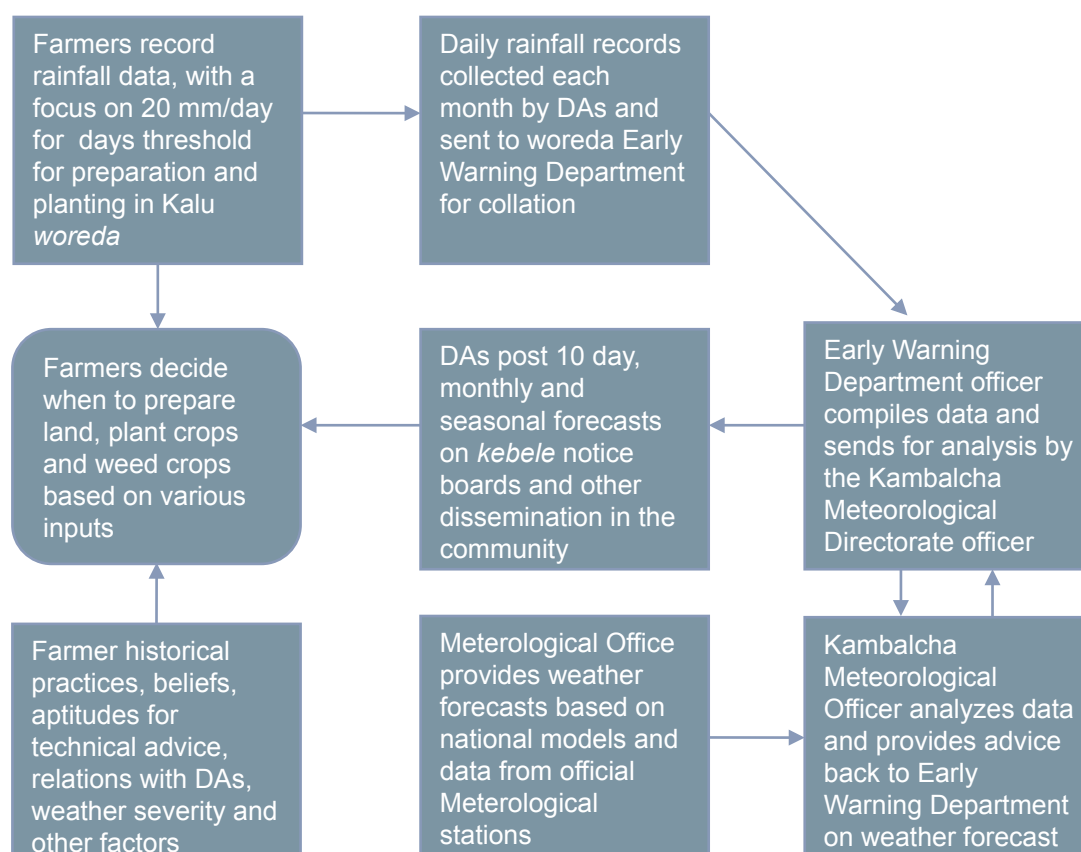 Farmers record
rainfall data, with a
focus on 20 mm/day
for  days threshold
for preparation and
planting in Kalu
woreda
Daily rainfall records
collected each
month by DAs and
sent to woreda Early
Warning Department
for collation
Farmers decide
when to prepare
land, plant crops
and weed crops
based on various
inputs
DAs post 10 day,
monthly and
seasonal forecasts
on kebele notice
boards and other
dissemination in the
community
Early Warning
Department officer
compiles data and
sends for analysis by
the Kambalcha
Meteorological
Directorate officer
Farmer historical
practices, beliefs,
aptitudes for
technical advice,
relations with DAs,
weather severity and
other factors
Meterological Office
provides weather
forecasts based on
national models and
data from official
Meterological
stations
Kambalcha
Meteorological
Officer analyzes data
and provides advice
back to Early
Warning Department
on weather forecast